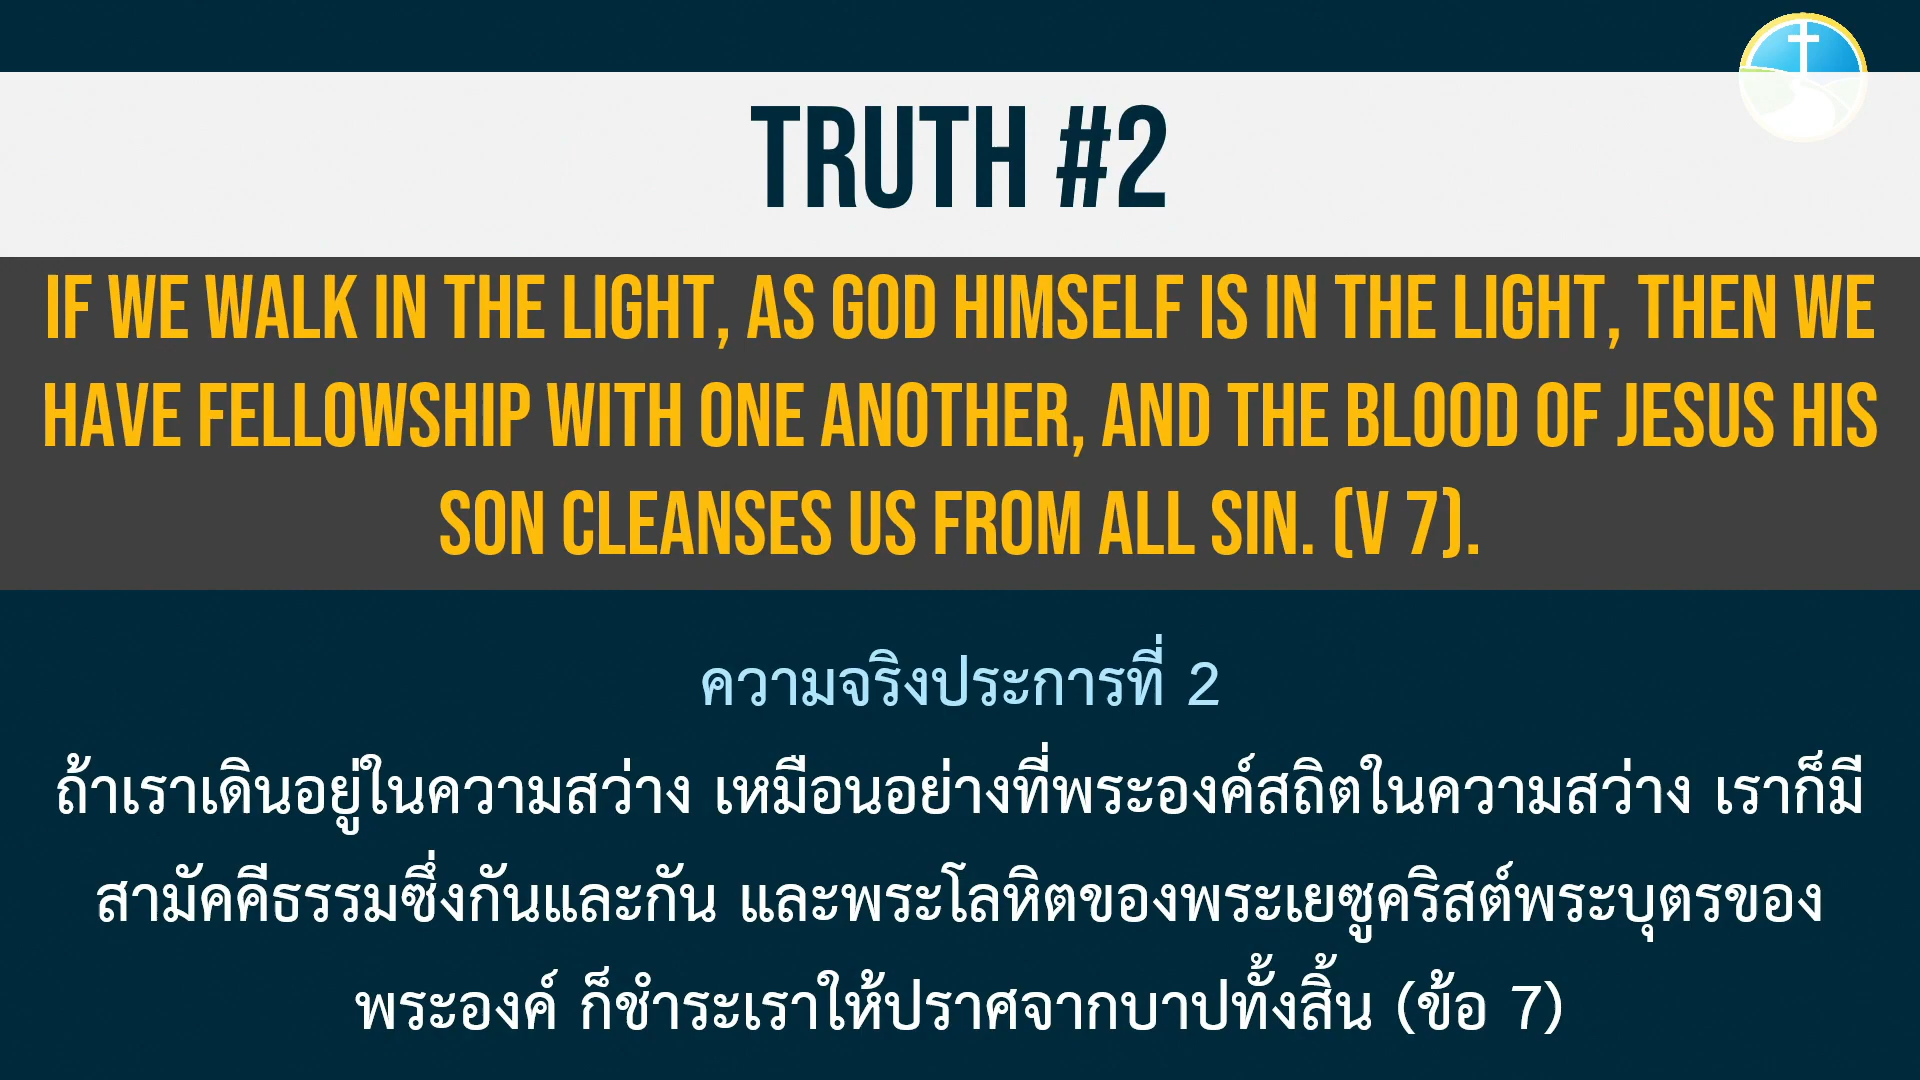 TRUTH #2
IF WE WALK IN THE LIGHT, AS GOD HIMSELF IS IN THE LIGHT, THEN WE
HAVE FELLOWSHIP WITH ONE ANOTHER, AND THE BLOOD OF JESUS HIS
SON CLEANSES US FROM ALL SIN. (V 7).
ความจริงประการที่ 2
ถ้าเราเดินอยู่ในความสว่าง เหมือนอย่างที่พระองค์สถิตในความสว่าง เราก็มี
สามัคคีธรรมซึ่งกันและกัน และพระโลหิตของพระเยซูคริสต์พระบุตรของ
พระองค์ ก็ชำระเราให้ปราศจากบาปทั้งสิ้น (ข้อ 7)